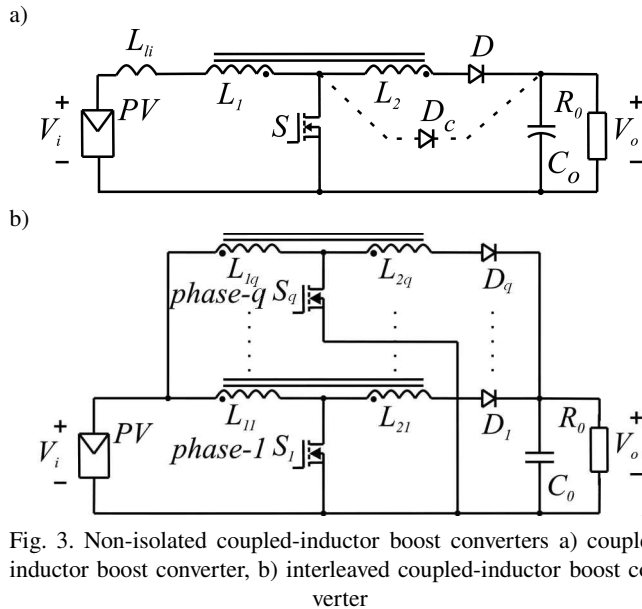 a)
L_li
L_1
L_2
D
D_c
S
PV
+
V_i
−
C_o
R_0
+
V_o
−
b)
L_1q
L_2q
D_q
phase-q S_q
L_11
L_21
D_1
phase-1 S_1
PV
+
V_i
−
C_0
R_0
+
V_o
−
Fig. 3. Non-isolated coupled-inductor boost converters a) couple
inductor boost converter, b) interleaved coupled-inductor boost co
verter